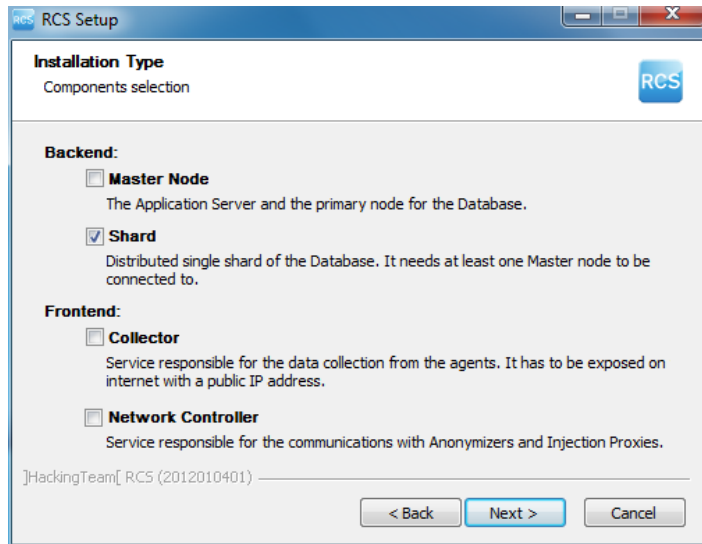 RCS RCS Setup
Installation Type
Components selection
RCS
Backend:
Master Node
The Application Server and the primary node for the Database.
Shard
Distributed single shard of the Database. It needs at least one Master node to be
connected to.
Frontend:
Collector
Service responsible for the data collection from the agents. It has to be exposed on
internet with a public IP address.
Network Controller
Service responsible for the communications with Anonymizers and Injection Proxies.
]HackingTeam[ RCS (2012010401)
< Back Next > Cancel